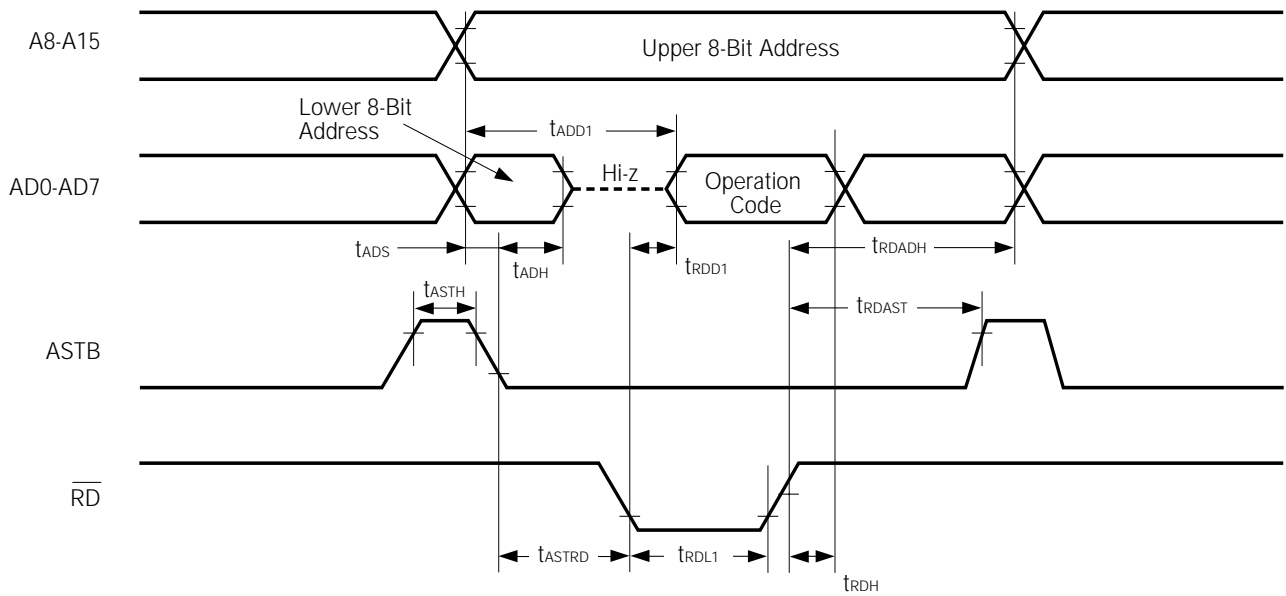 A8-A15
Upper 8-Bit Address
Lower 8-Bit
Address
tADD1
AD0-AD7
Hi-z
Operation
Code
tADS
tADH
tRDD1
tRDADH
tASTH
tRDAST
ASTB
RD
tASTRD
tRDL1
tRDH